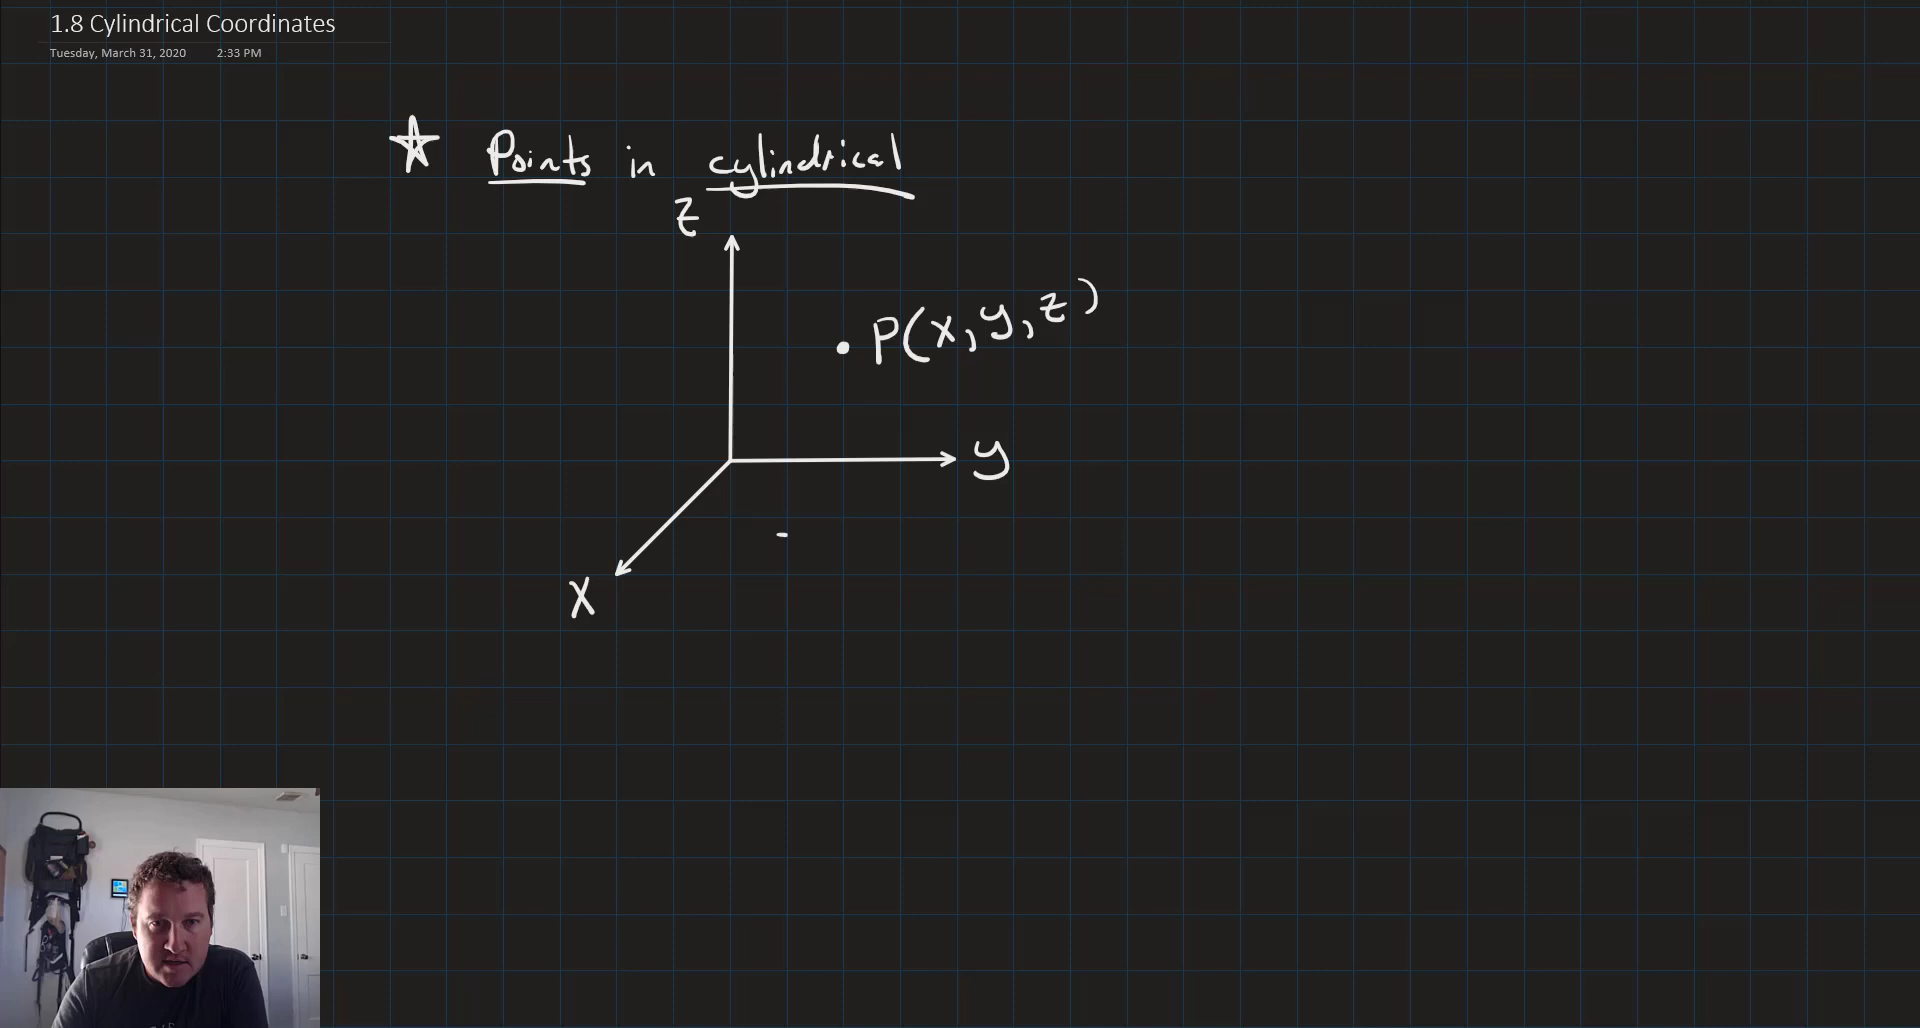 1.8 Cylindrical Coordinates
Tuesday, March 31, 2020 2:33 PM
Points in cylindrical
z
P(x, y, z)
y
x